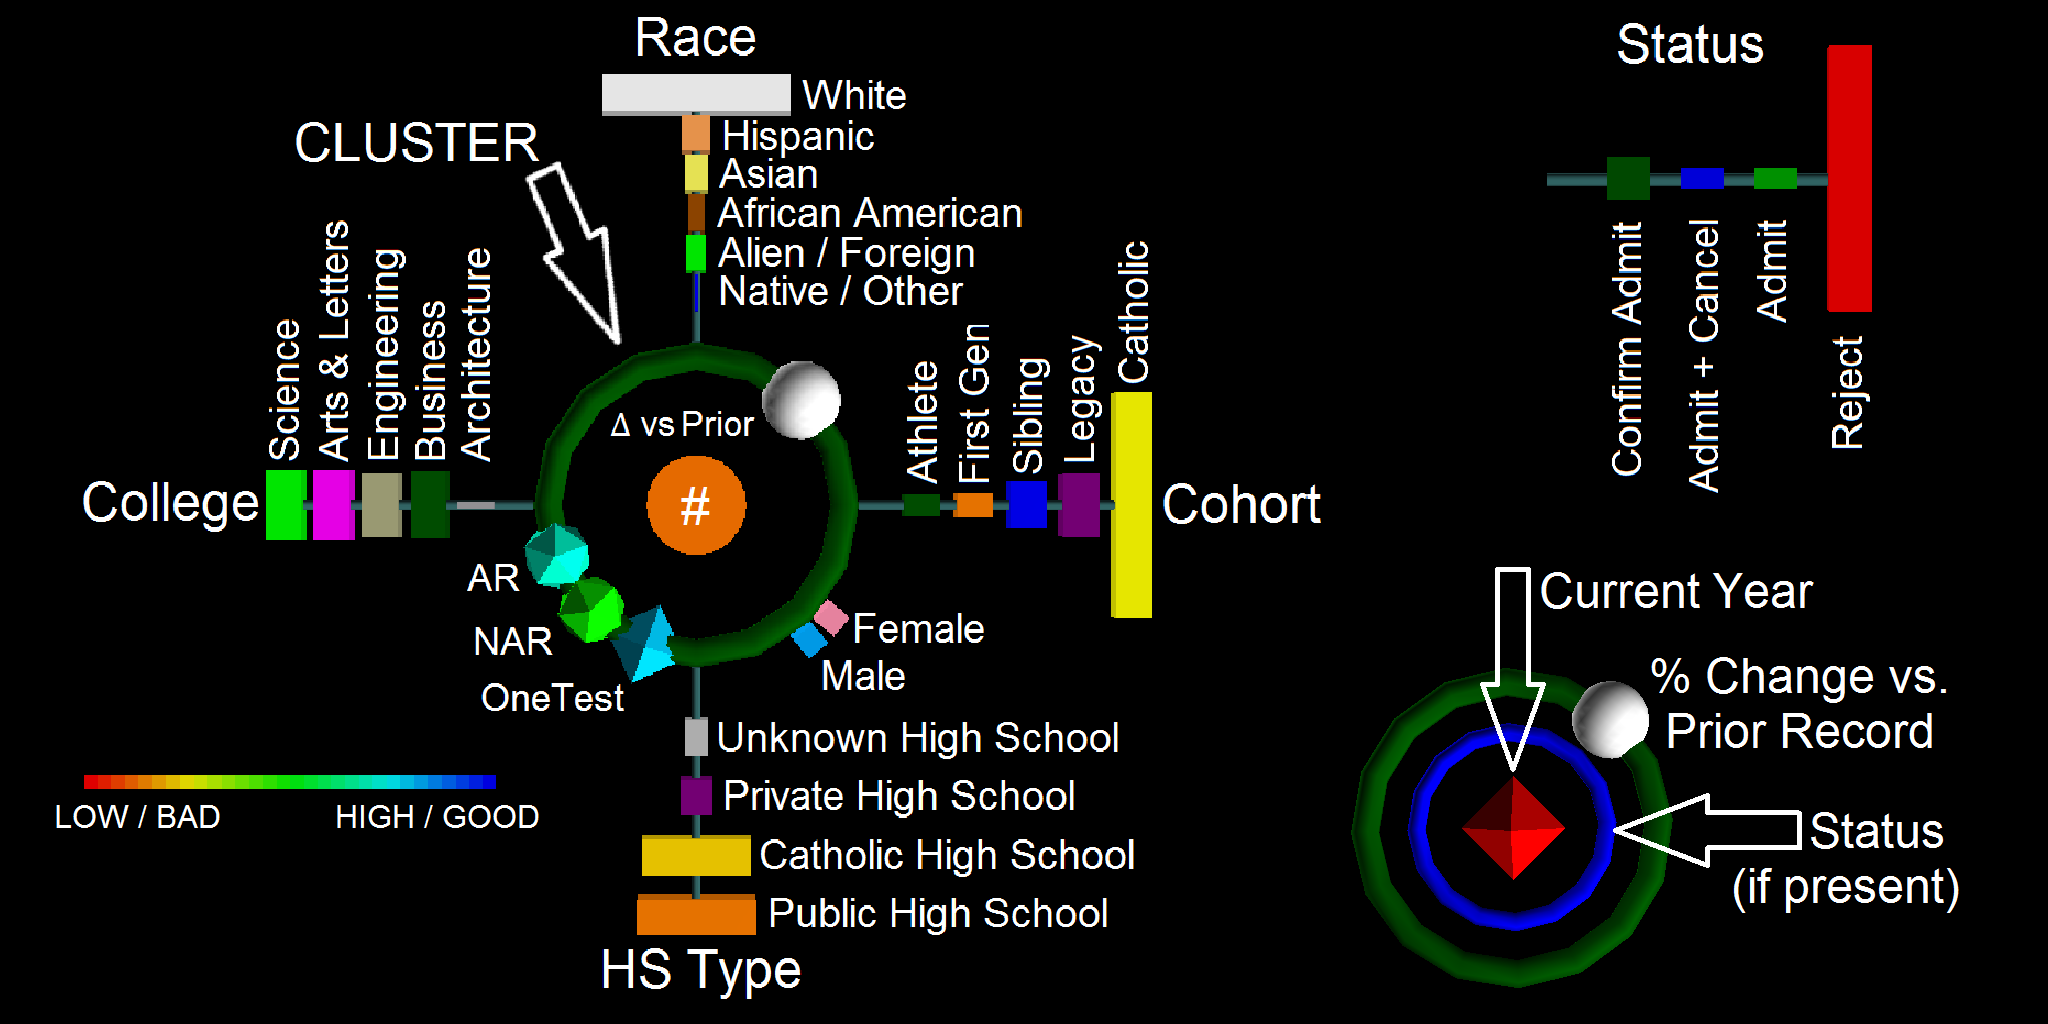 Race
White
Hispanic
Asian
African American
Alien / Foreign
Native / Other
CLUSTER
Science
Arts & Letters
Engineering
Business
Architecture
College
Δ vs Prior
#
Athlete
First Gen
Sibling
Legacy
Catholic
Cohort
AR
NAR
OneTest
Female
Male
Unknown High School
Private High School
Catholic High School
Public High School
HS Type
LOW / BAD
HIGH / GOOD
Status
Confirm Admit
Admit + Cancel
Admit
Reject
Current Year
% Change vs.
Prior Record
Status
(if present)